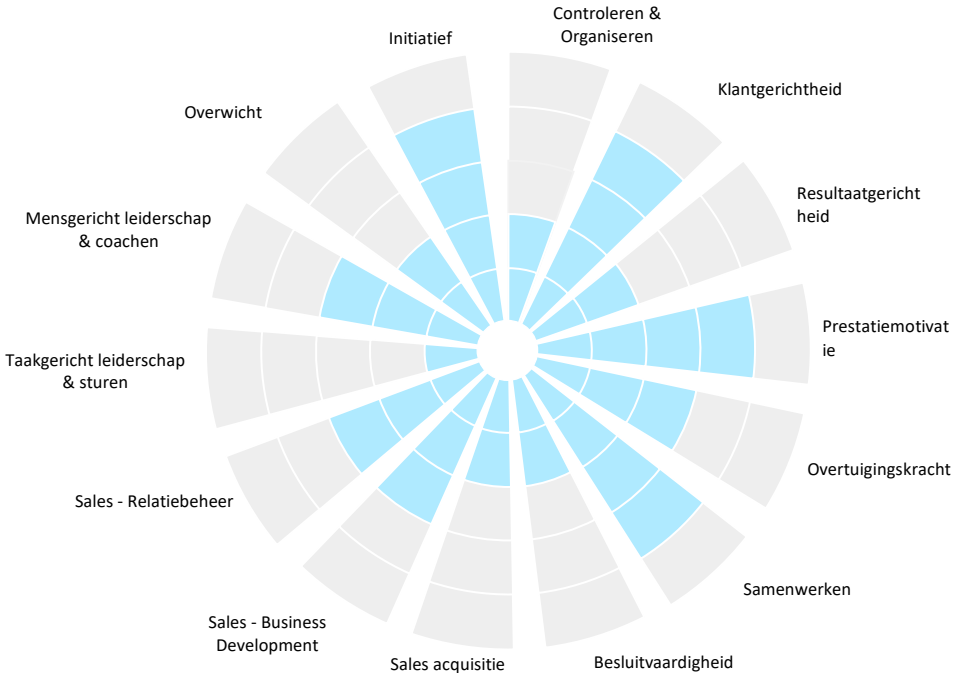 Controleren &
Organiseren
Klantgerichtheid
Resultaatgericht
heid
Prestatiemotivat
ie
Overtuigingskracht
Samenwerken
Besluitvaardigheid
Sales acquisitie
Sales - Business
Development
Sales - Relatiebeheer
Taakgericht leiderschap
& sturen
Mensgericht leiderschap
& coachen
Overwicht
Initiatief